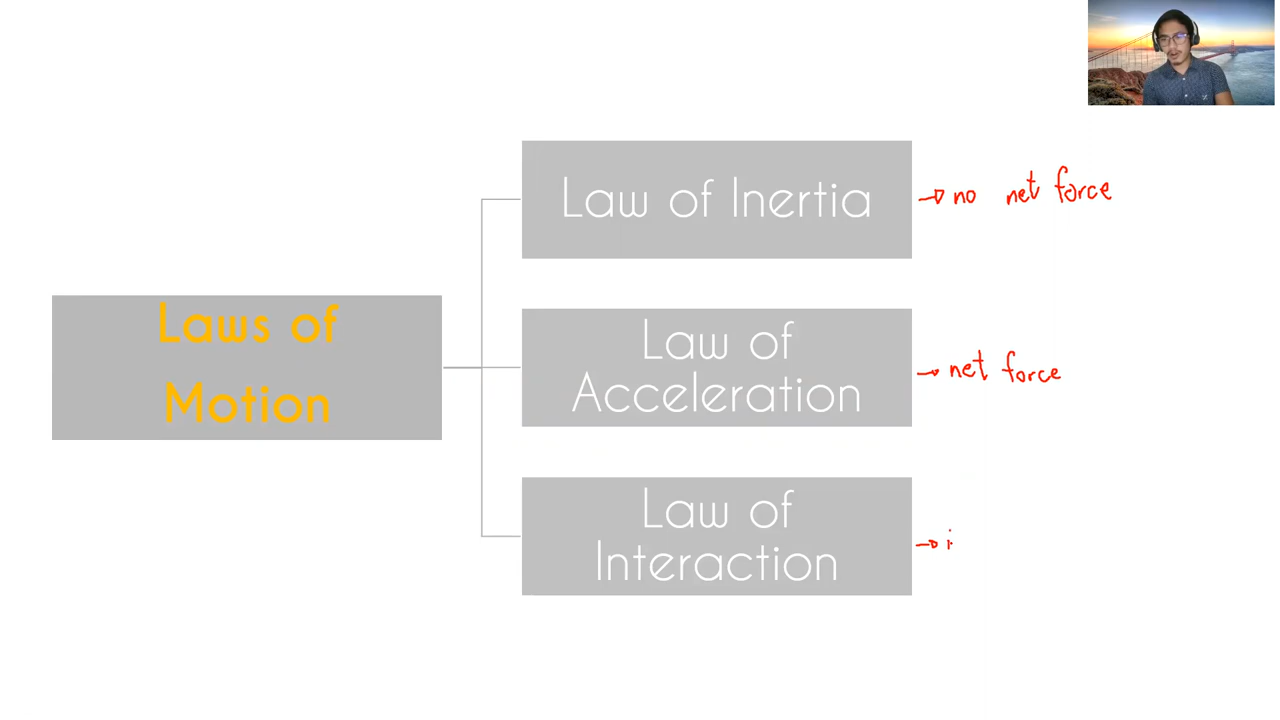 Laws of
Motion
Law of Inertia
→ no net force
Law of
Acceleration
→ net force
Law of
Interaction
→ i